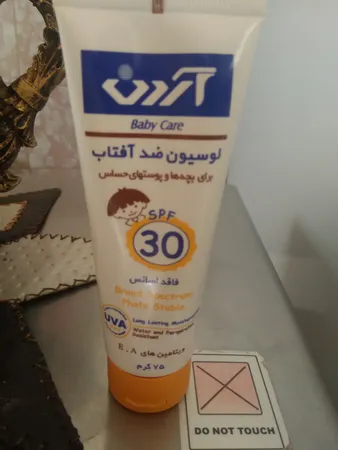 آردن
Baby Care
لوسیون ضد آفتاب
برای بچه‌ها و پوستهای حساس
SPF
30
فاقد اسانس
Broad Spectrum
Photo Stable
UVA
Long Lasting Moisturizer
Water and Perspiration
Resistant
ویتامین های E . A
۷۵ گرم
DO NOT TOUCH